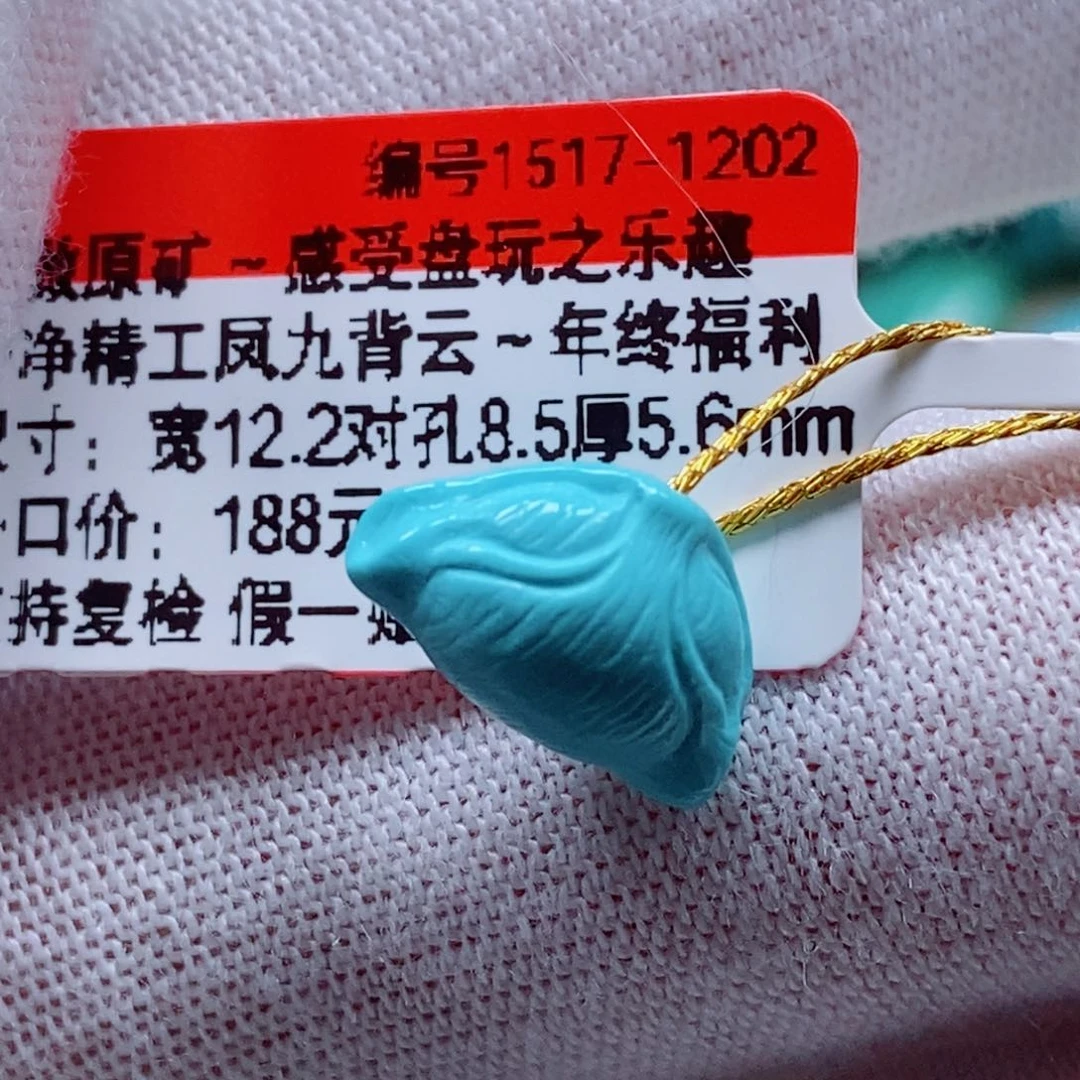 编号1517-1202
原矿~感受盘玩之乐趣
净精工凤九背云~年终福利
尺寸：宽12.2对孔8.5厚5.6mm
口价：188元
持复检 假一